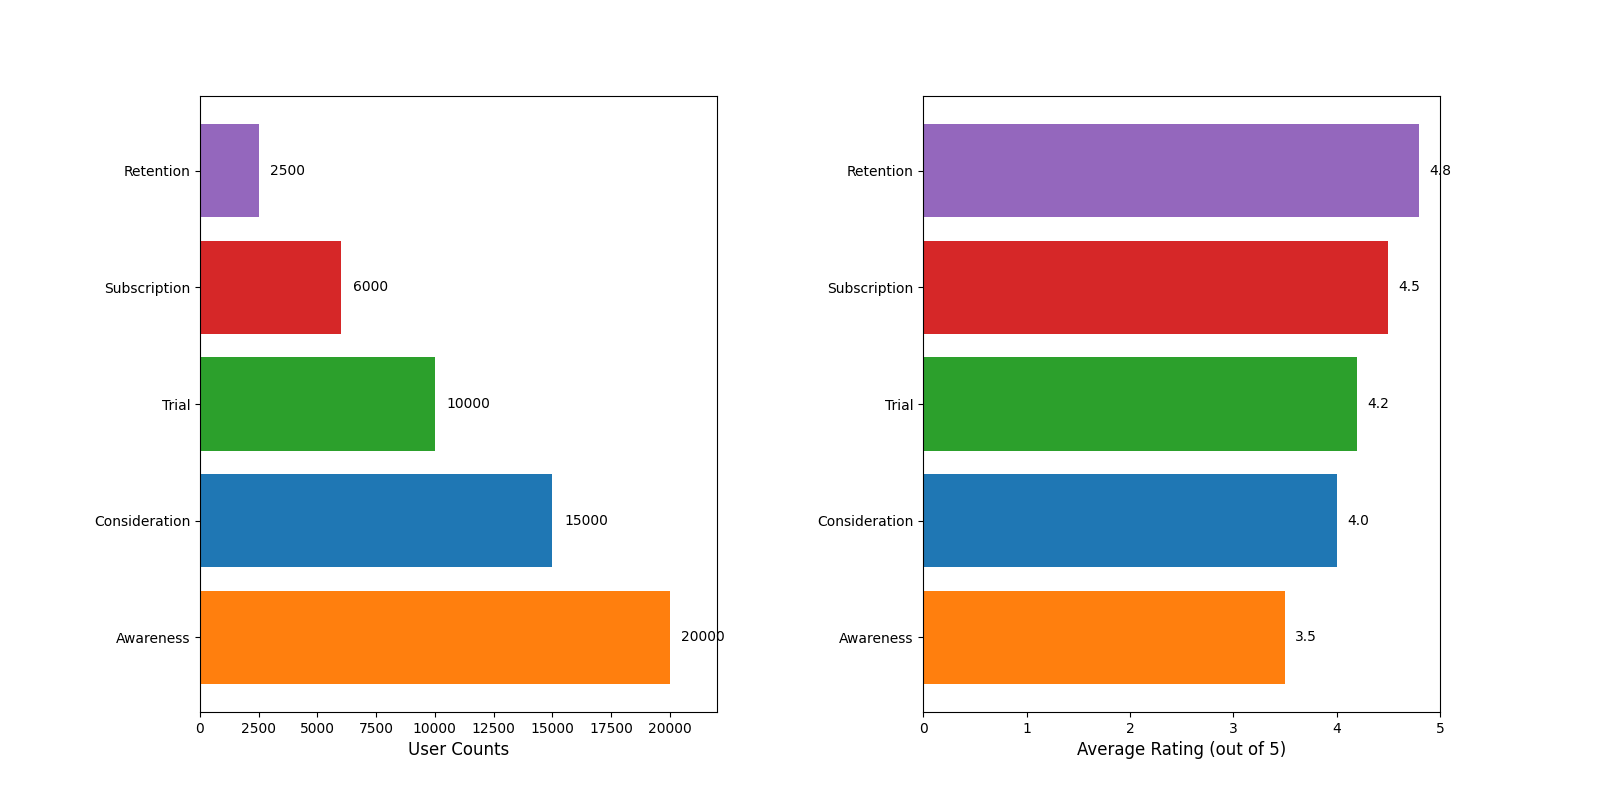 Retention
2500
Subscription
6000
Trial
10000
Consideration
15000
Awareness
20000
0 2500 5000 7500 10000 12500 15000 17500 20000
User Counts
Retention
4.8
Subscription
4.5
Trial
4.2
Consideration
4.0
Awareness
3.5
0 1 2 3 4 5
Average Rating (out of 5)